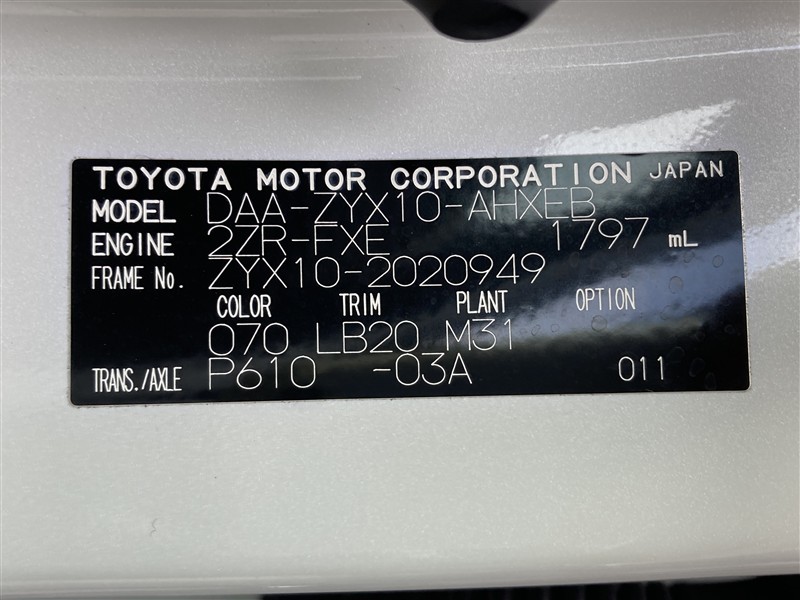 TOYOTA MOTOR CORPORATION JAPAN
MODEL DAA-ZYX10-AHXEB
ENGINE 2ZR-FXE 1797 mL
FRAME No. ZYX10-2020949
COLOR TRIM PLANT OPTION
070 LB20 M31
TRANS./AXLE P610 -03A 011